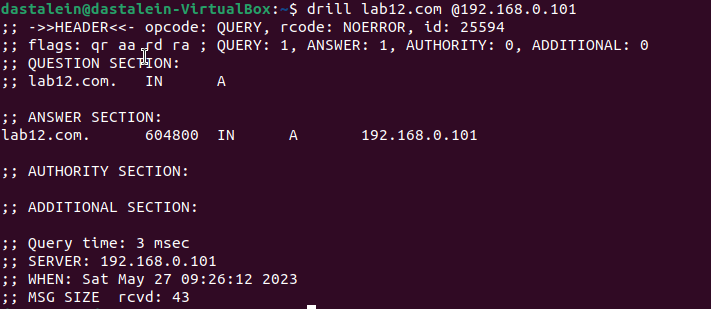 dastalein@dastalein-VirtualBox:~$ drill lab12.com @192.168.0.101
;; ->>HEADER<<- opcode: QUERY, rcode: NOERROR, id: 25594
;; flags: qr aa rd ra ; QUERY: 1, ANSWER: 1, AUTHORITY: 0, ADDITIONAL: 0
;; QUESTION SECTION:
;; lab12.com.	IN	A
;; ANSWER SECTION:
lab12.com.	604800	IN	A	192.168.0.101
;; AUTHORITY SECTION:
;; ADDITIONAL SECTION:
;; Query time: 3 msec
;; SERVER: 192.168.0.101
;; WHEN: Sat May 27 09:26:12 2023
;; MSG SIZE  rcvd: 43